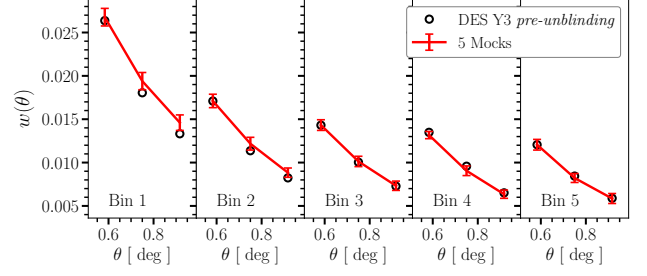 DES Y3 pre-unblinding
5 Mocks
0.025
0.020
0.015
0.010
0.005
w(θ)
Bin 1
Bin 2
Bin 3
Bin 4
Bin 5
0.6 0.8 0.6 0.8 0.6 0.8 0.6 0.8 0.6 0.8
θ [ deg ] θ [ deg ] θ [ deg ] θ [ deg ] θ [ deg ]